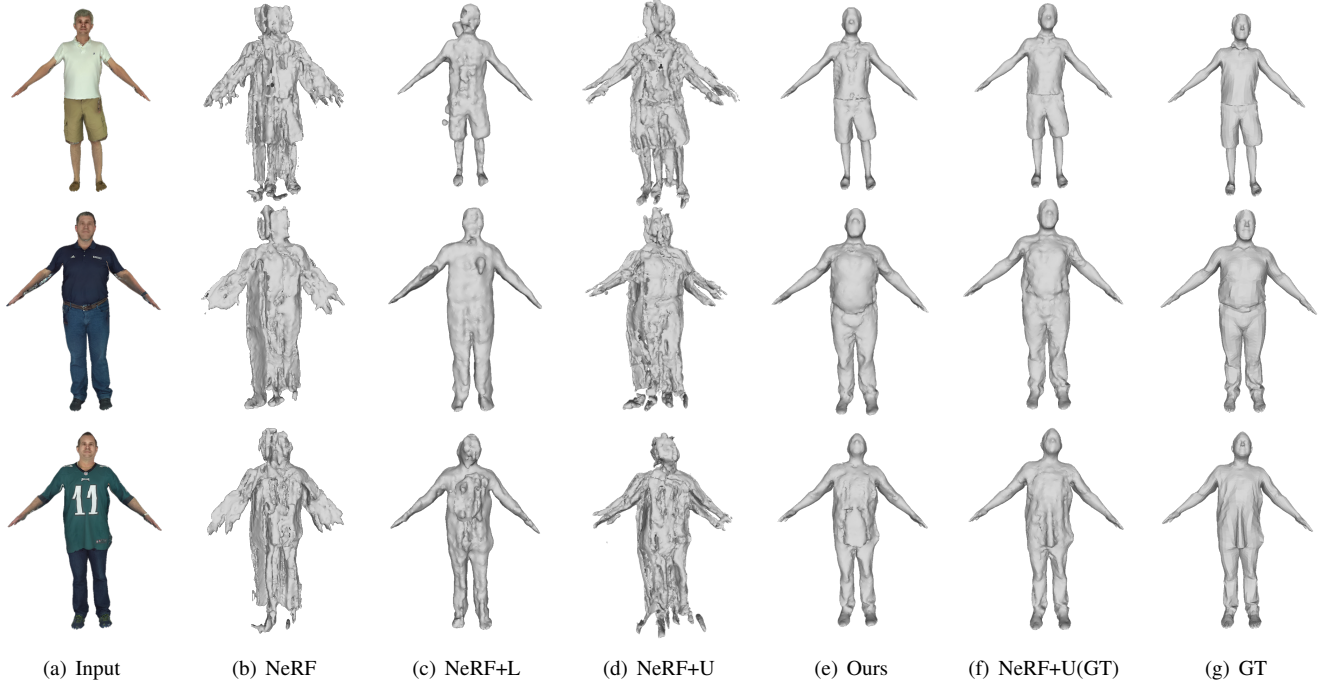 11
(a) Input
(b) NeRF
(c) NeRF+L
(d) NeRF+U
(e) Ours
(f) NeRF+U(GT)
(g) GT